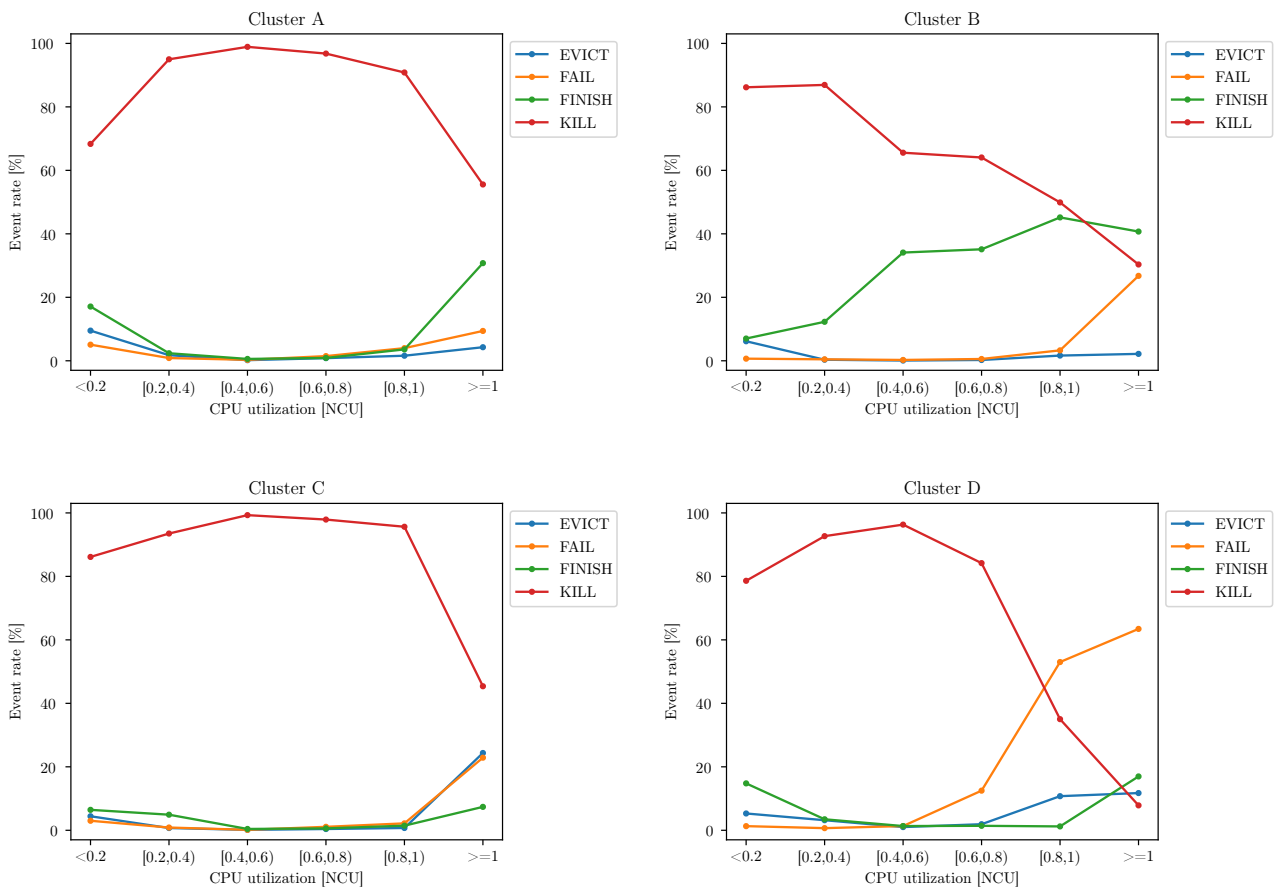 Cluster A
100
80
60
40
20
0
Event rate [%]
<0.2 [0.2,0.4) [0.4,0.6) [0.6,0.8) [0.8,1) >=1
CPU utilization [NCU]
EVICT
FAIL
FINISH
KILL
Cluster B
100
80
60
40
20
0
Event rate [%]
<0.2 [0.2,0.4) [0.4,0.6) [0.6,0.8) [0.8,1) >=1
CPU utilization [NCU]
EVICT
FAIL
FINISH
KILL
Cluster C
100
80
60
40
20
0
Event rate [%]
<0.2 [0.2,0.4) [0.4,0.6) [0.6,0.8) [0.8,1) >=1
CPU utilization [NCU]
EVICT
FAIL
FINISH
KILL
Cluster D
100
80
60
40
20
0
Event rate [%]
<0.2 [0.2,0.4) [0.4,0.6) [0.6,0.8) [0.8,1) >=1
CPU utilization [NCU]
EVICT
FAIL
FINISH
KILL